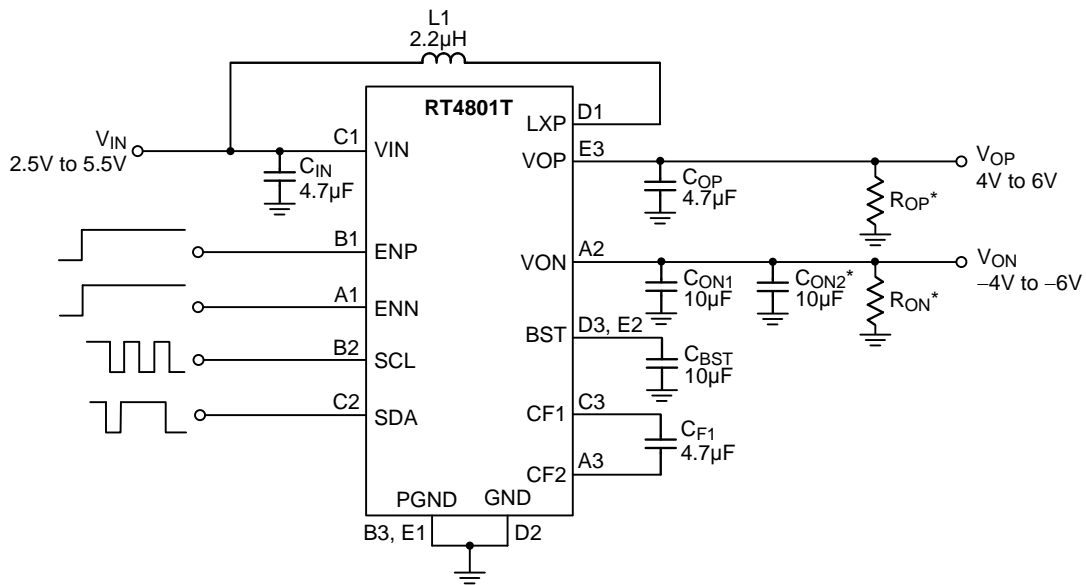 L1
2.2µH
RT4801T
D1
LXP
C1
VIN
V_IN
2.5V to 5.5V
C_IN
4.7µF
E3
VOP
C_OP
4.7µF
R_OP*
V_OP
4V to 6V
B1
ENP
A2
VON
C_ON1
10µF
C_ON2*
10µF
R_ON*
V_ON
−4V to −6V
A1
ENN
D3, E2
BST
C_BST
10µF
B2
SCL
C3
CF1
C_F1
4.7µF
C2
SDA
A3
CF2
PGND
GND
B3, E1
D2